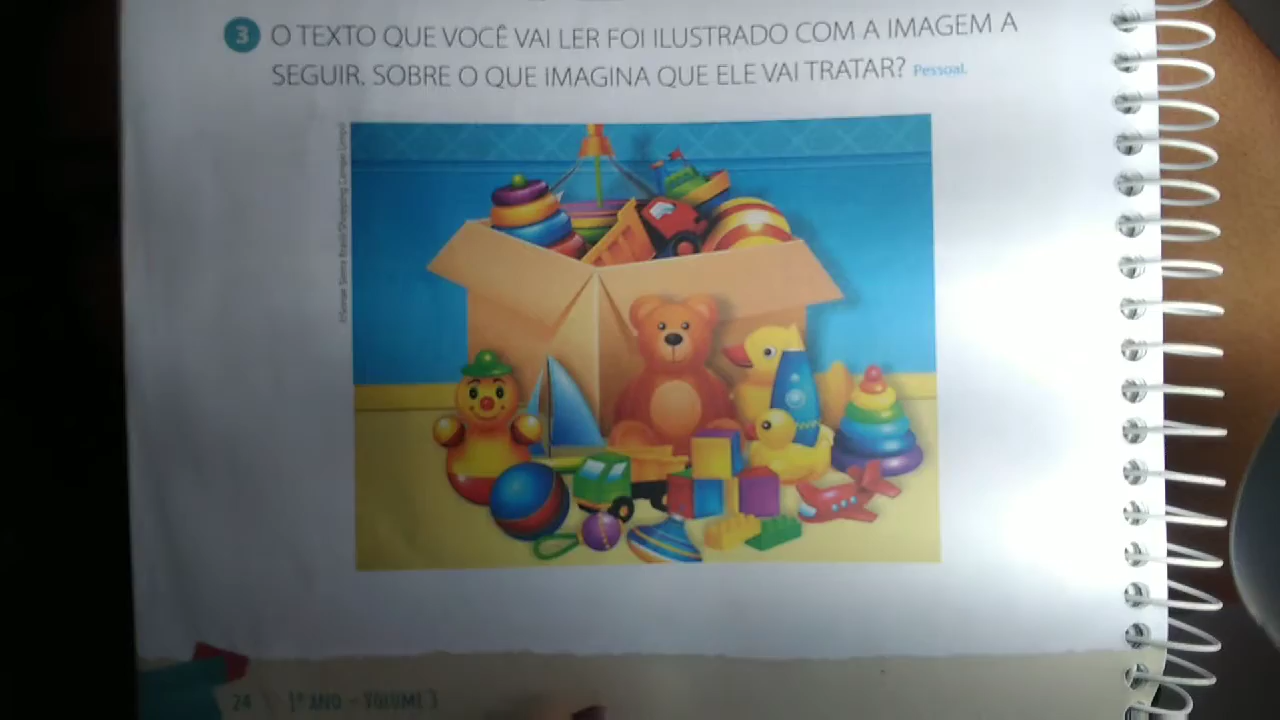 3 O TEXTO QUE VOCÊ VAI LER FOI ILUSTRADO COM A IMAGEM A
SEGUIR. SOBRE O QUE IMAGINA QUE ELE VAI TRATAR? Pessoal.
24 1º ANO – VOLUME 3